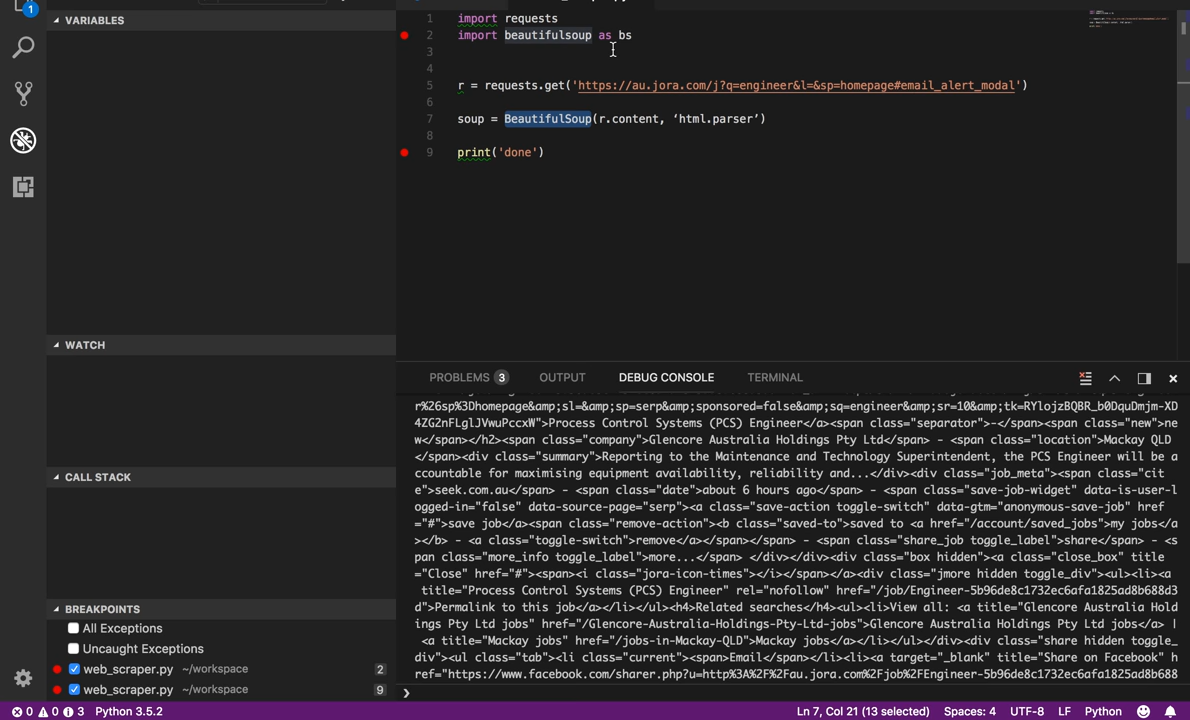 1
VARIABLES
WATCH
CALL STACK
BREAKPOINTS
All Exceptions
Uncaught Exceptions
web_scraper.py ~/workspace 2
web_scraper.py ~/workspace 9
1 import requests
2 import beautifulsoup as bs
3
4
5 r = requests.get('https://au.jora.com/j?q=engineer&l=&sp=homepage#email_alert_modal')
6
7 soup = BeautifulSoup(r.content, ‘html.parser’)
8
9 print('done')
PROBLEMS 3 OUTPUT DEBUG CONSOLE TERMINAL
r%26sp%3Dhomepage&amp;sl=&amp;sp=serp&amp;sponsored=false&amp;sq=engineer&amp;sr=10&amp;tk=RYlojzBQBR_b0DquDmjm-XD
4ZG2nFLglJVwuPccxW">Process Control Systems (PCS) Engineer</a><span class="separator">-</span><span class="new">ne
w</span></h2><span class="company">Glencore Australia Holdings Pty Ltd</span> - <span class="location">Mackay QLD
</span><div class="summary">Reporting to the Maintenance and Technology Superintendent, the PCS Engineer will be a
ccountable for maximising equipment availability, reliability and...</div><div class="job_meta"><span class="cit
e">seek.com.au</span> - <span class="date">about 6 hours ago</span> - <span class="save-job-widget" data-is-user-l
ogged-in="false" data-source-page="serp"><a class="save-action toggle-switch" data-gtm="anonymous-save-job" href
="#">save job</a><span class="remove-action"><b class="saved-to">saved to <a href="/account/saved_jobs">my jobs</a
></b> - <a class="toggle-switch">remove</a></span></span> - <span class="share_job toggle_label">share</span> - <s
pan class="more_info toggle_label">more...</span> </div></div><div class="box hidden"><a class="close_box" title
="Close" href="#"><span><i class="jora-icon-times"></i></span></a><div class="jmore hidden toggle_div"><ul><li><a
title="Process Control Systems (PCS) Engineer" rel="nofollow" href="/job/Engineer-5b96de8c1732ec6afa1825ad8b688d3
d">Permalink to this job</a></li></ul><h4>Related searches</h4><ul><li>View all: <a title="Glencore Australia Hold
ings Pty Ltd jobs" href="/Glencore-Australia-Holdings-Pty-Ltd-jobs">Glencore Australia Holdings Pty Ltd jobs</a> |
<a title="Mackay jobs" href="/jobs-in-Mackay-QLD">Mackay jobs</a></li></ul></div><div class="share hidden toggle_
div"><ul class="tab"><li class="current"><span>Email</span></li><li><a target="_blank" title="Share on Facebook" h
ref="https://www.facebook.com/sharer.php?u=http%3A%2F%2Fau.jora.com%2Fjob%2FEngineer-5b96de8c1732ec6afa1825ad8b688
0 0 3 Python 3.5.2 Ln 7, Col 21 (13 selected) Spaces: 4 UTF-8 LF Python